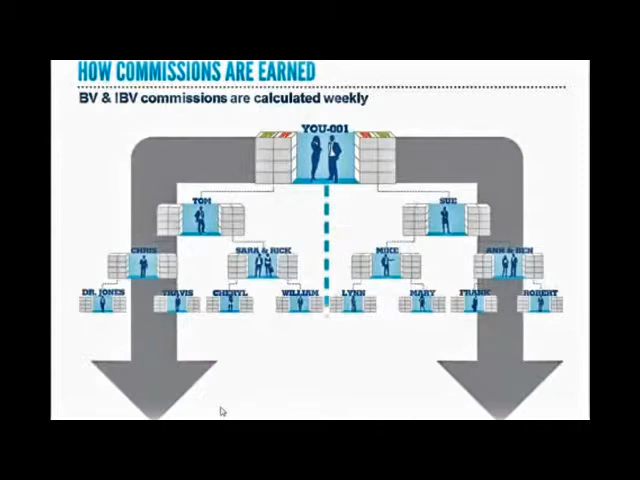 HOW COMMISSIONS ARE EARNED
BV & IBV commissions are calculated weekly
YOU-001
TOM
SUE
CHRIS
SARA & RICK
MIKE
ANN & BEN
DR. JONES
TRAVIS
CHERYL
WILLIAM
LYNN
MARY
FRANK
ROBERT